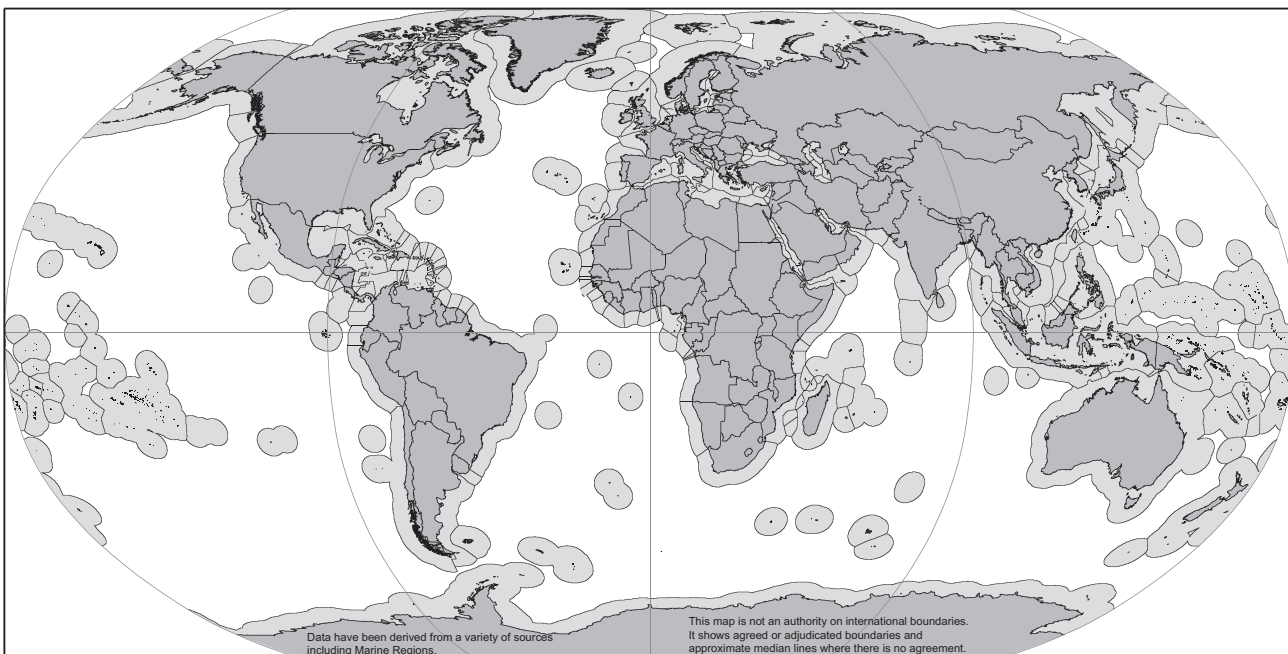 Data have been derived from a variety of sources
including Marine Regions.
This map is not an authority on international boundaries.
It shows agreed or adjudicated boundaries and
approximate median lines where there is no agreement.